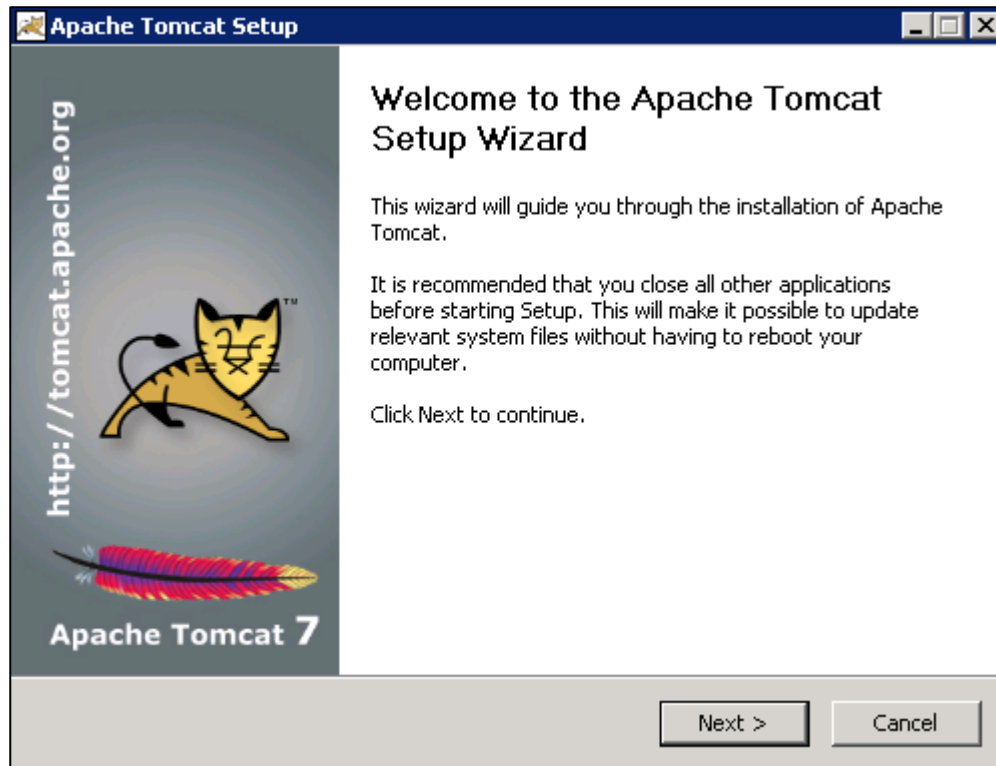 Apache Tomcat Setup
http://tomcat.apache.org
TM
Apache Tomcat 7
Welcome to the Apache Tomcat
Setup Wizard
This wizard will guide you through the installation of Apache
Tomcat.
It is recommended that you close all other applications
before starting Setup. This will make it possible to update
relevant system files without having to reboot your
computer.
Click Next to continue.
Next >
Cancel